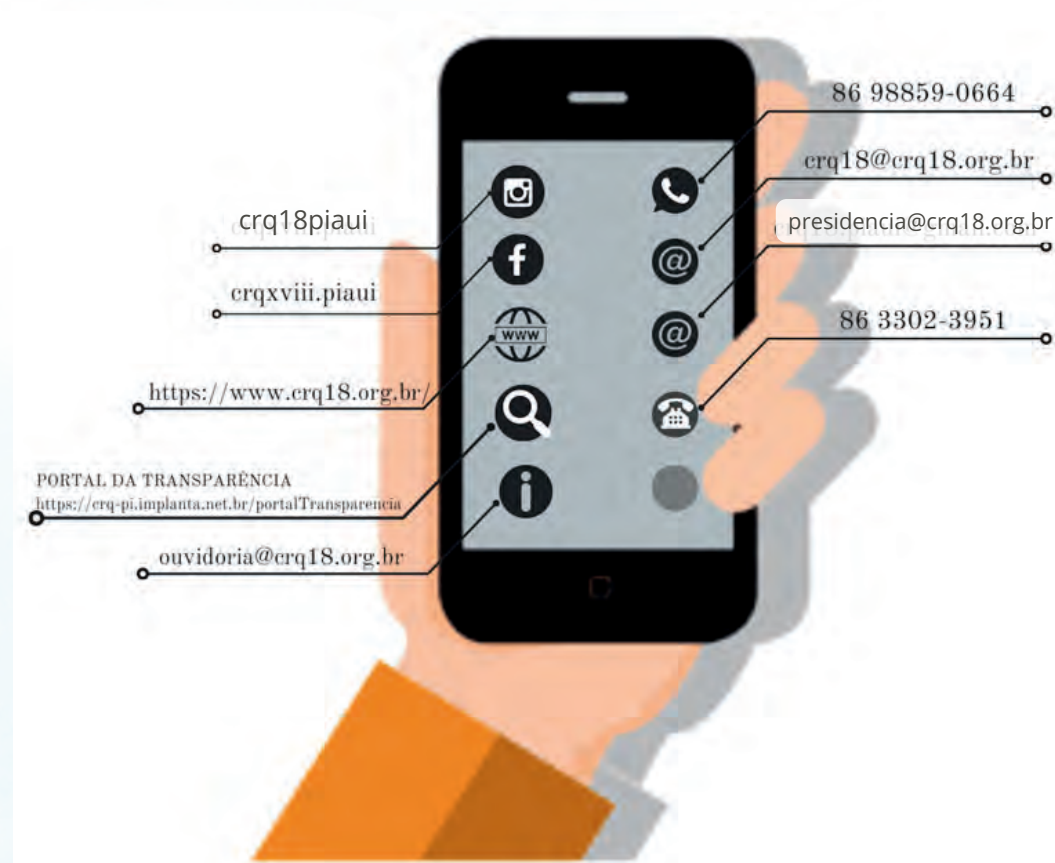 crq18piaui
crqxviii.piaui
www
https://www.crq18.org.br/
PORTAL DA TRANSPARÊNCIA
https://crq-pi.implanta.net.br/portalTransparencia
ouvidoria@crq18.org.br
86 98859-0664
crq18@crq18.org.br
presidencia@crq18.org.br
86 3302-3951